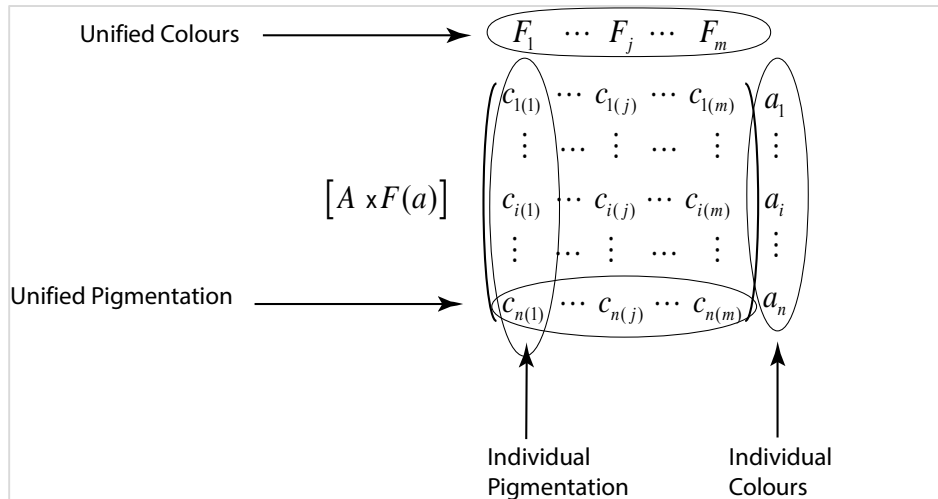 Unified Colours
F₁ ⋯ Fⱼ ⋯ Fₘ
c₁₍₁₎ ⋯ c₁₍ⱼ₎ ⋯ c₁₍ₘ₎ a₁
⋮ … ⋮ … ⋮ ⋮
[A xF(a)] cᵢ₍₁₎ ⋯ cᵢ₍ⱼ₎ ⋯ cᵢ₍ₘ₎ aᵢ
⋮ … ⋮ … ⋮ ⋮
Unified Pigmentation
cₙ₍₁₎ ⋯ cₙ₍ⱼ₎ ⋯ cₙ₍ₘ₎ aₙ
Individual
Pigmentation
Individual
Colours